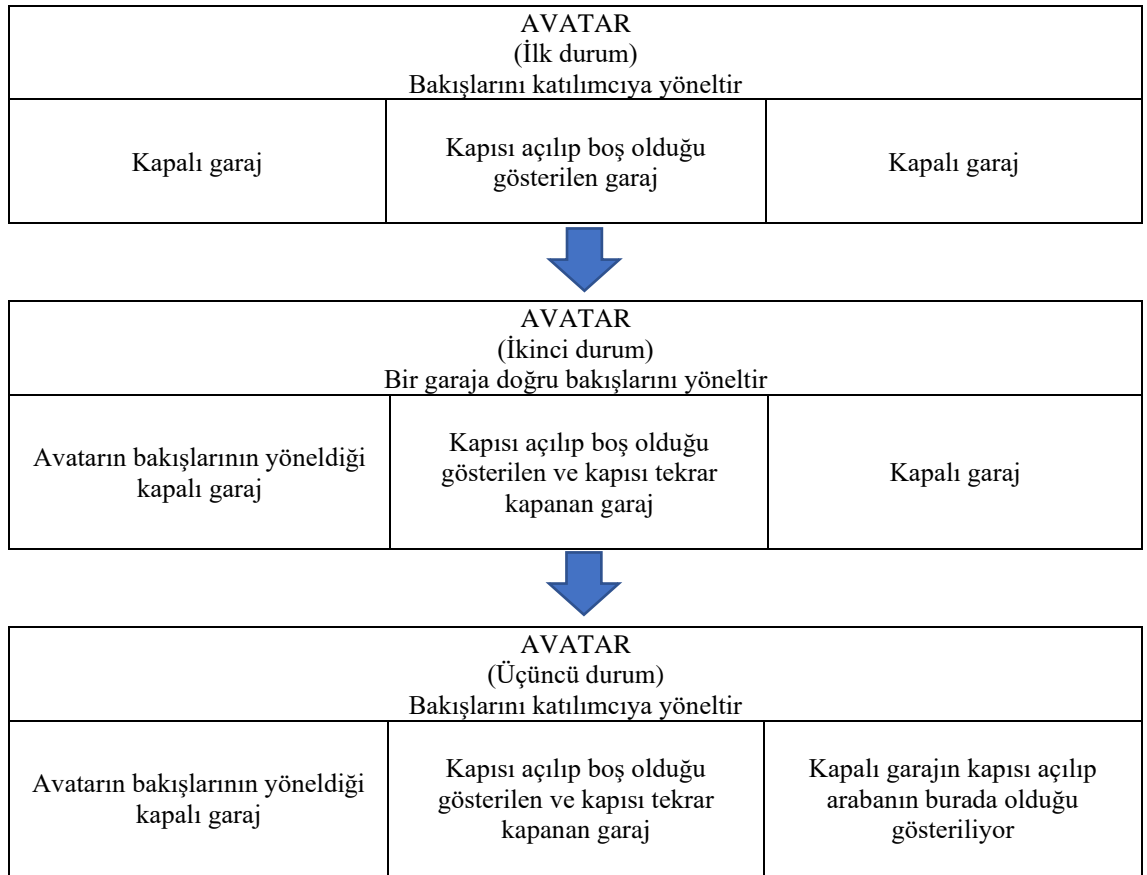 AVATAR
(İlk durum)
Bakışlarını katılımcıya yöneltir
Kapalı garaj
Kapısı açılıp boş olduğu
gösterilen garaj
Kapalı garaj
AVATAR
(İkinci durum)
Bir garaja doğru bakışlarını yöneltir
Avatarın bakışlarının yöneldiği
kapalı garaj
Kapısı açılıp boş olduğu
gösterilen ve kapısı tekrar
kapanan garaj
Kapalı garaj
AVATAR
(Üçüncü durum)
Bakışlarını katılımcıya yöneltir
Avatarın bakışlarının yöneldiği
kapalı garaj
Kapısı açılıp boş olduğu
gösterilen ve kapısı tekrar
kapanan garaj
Kapalı garajın kapısı açılıp
arabanın burada olduğu
gösteriliyor